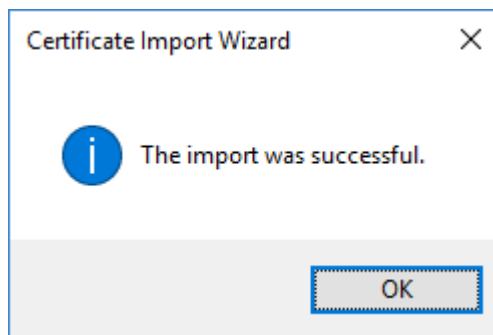 Certificate Import Wizard
The import was successful.
OK